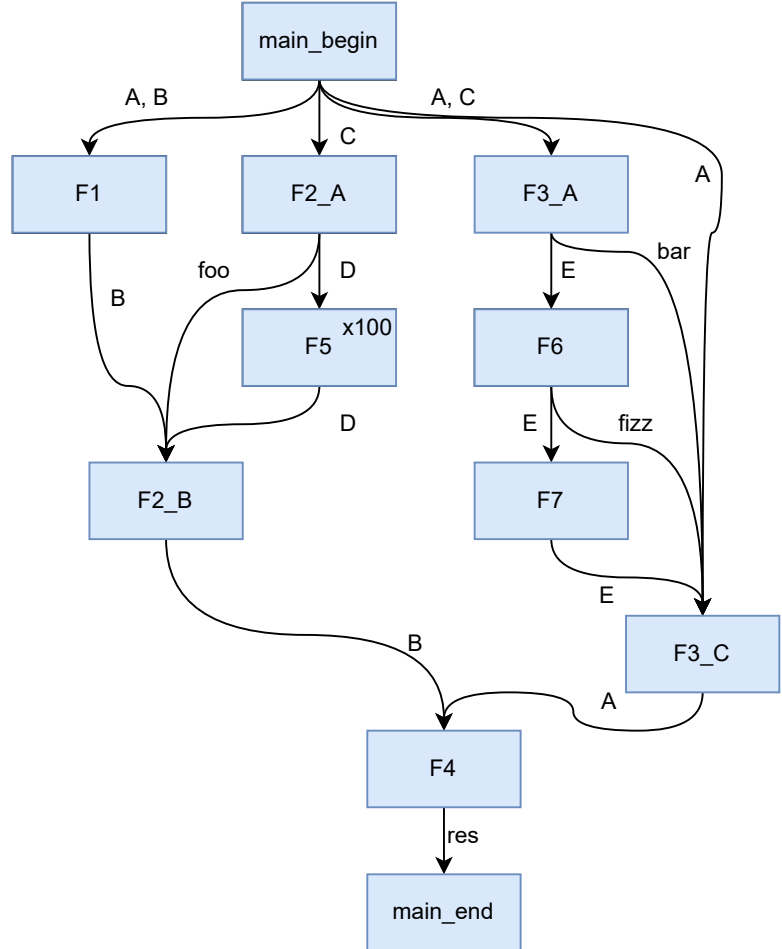 main_begin
A, B
A, C
C
A
F1
F2_A
F3_A
foo
D
E
bar
B
F5
x100
F6
D
E
fizz
F2_B
F7
E
B
F3_C
A
F4
res
main_end